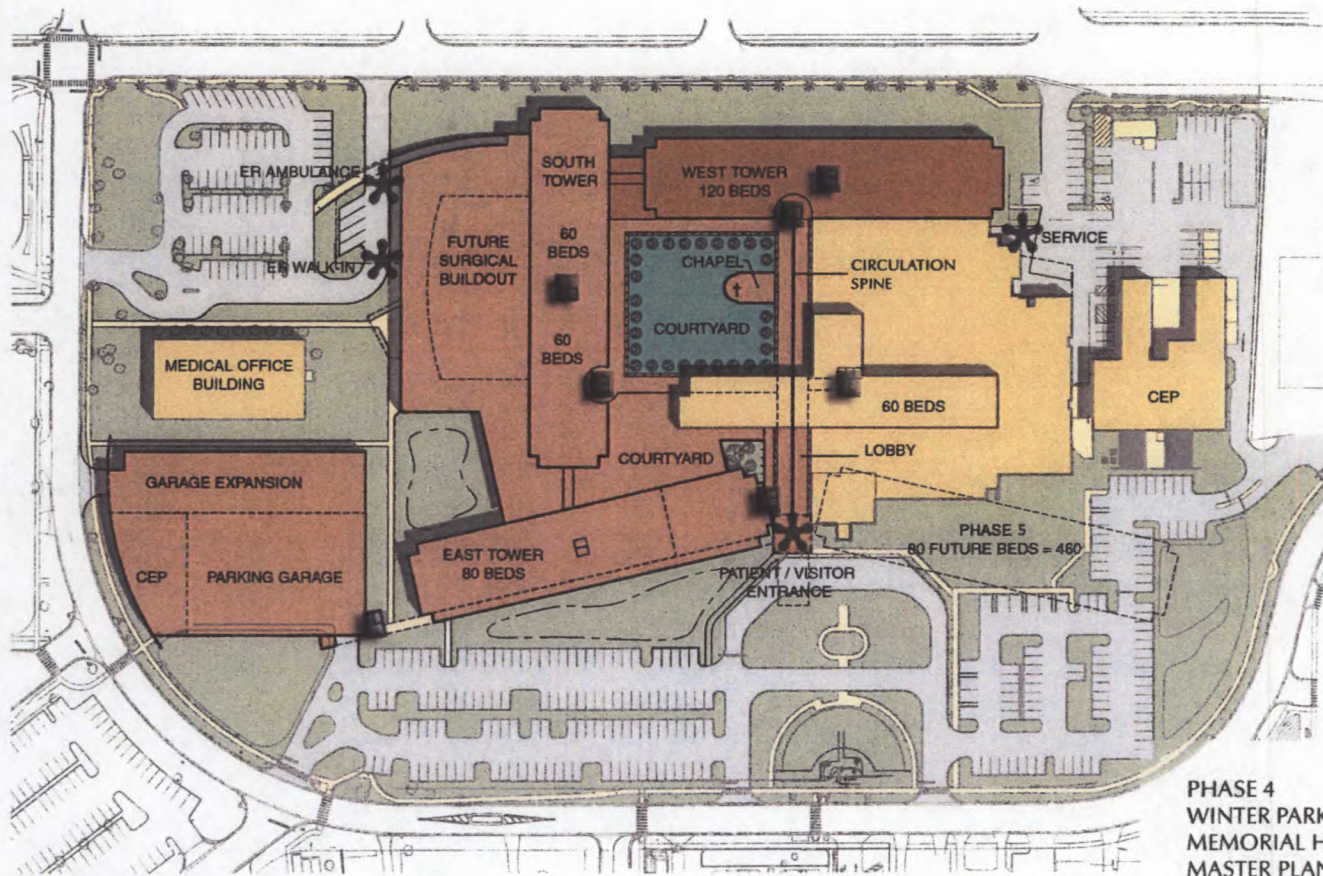 ER AMBULANCE
SOUTH
TOWER
WEST TOWER
120 BEDS
ER WALK-IN
FUTURE
SURGICAL
BUILDOUT
60
BEDS
60
BEDS
CHAPEL
COURTYARD
CIRCULATION
SPINE
SERVICE
MEDICAL OFFICE
BUILDING
60 BEDS
CEP
COURTYARD
LOBBY
GARAGE EXPANSION
CEP
PARKING GARAGE
EAST TOWER
80 BEDS
PHASE 5
80 FUTURE BEDS = 460
PATIENT / VISITOR
ENTRANCE
PHASE 4
WINTER PARK
MEMORIAL H
MASTER PLAN